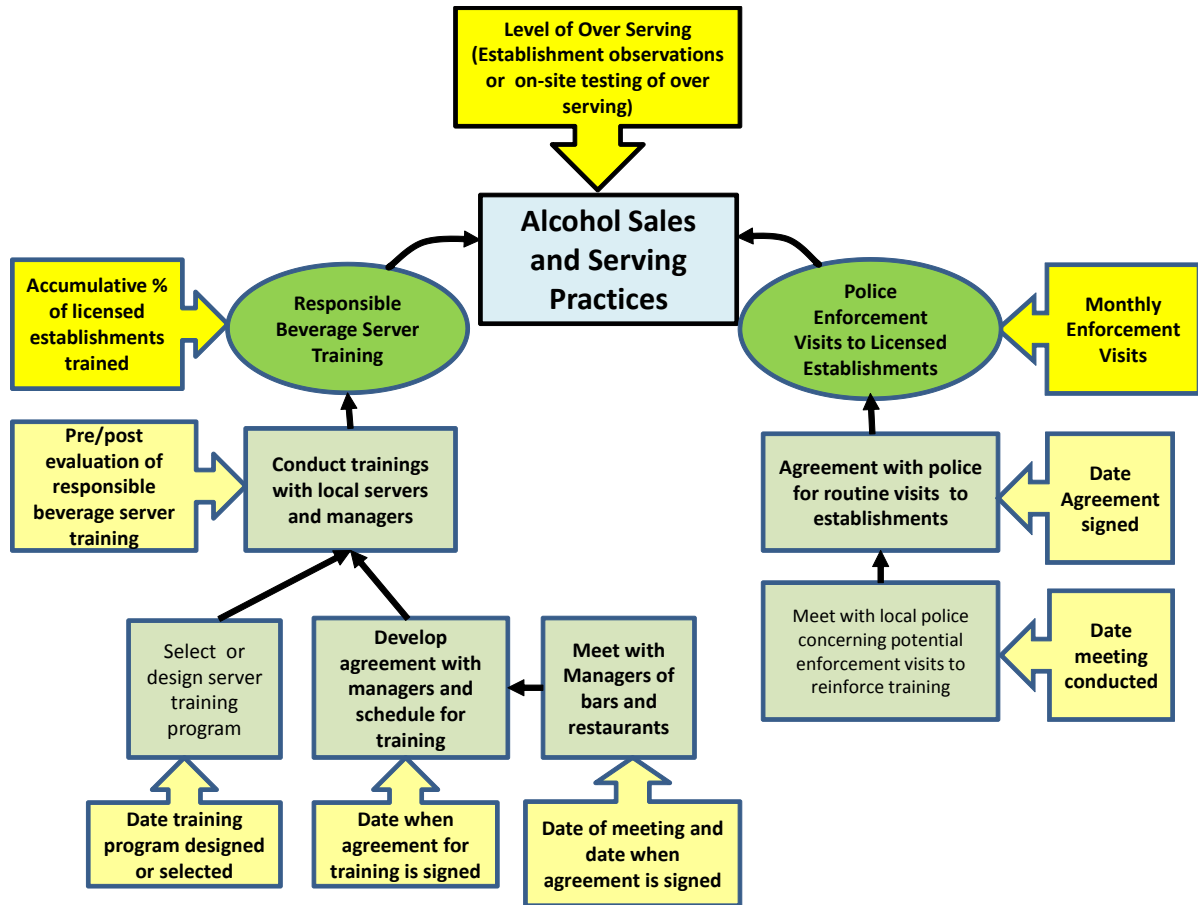 Level of Over Serving
(Establishment observations
or on-site testing of over
serving)
Alcohol Sales
and Serving
Practices
Accumulative %
of licensed
establishments
trained
Responsible
Beverage Server
Training
Police
Enforcement
Visits to Licensed
Establishments
Monthly
Enforcement
Visits
Pre/post
evaluation of
responsible
beverage server
training
Conduct trainings
with local servers
and managers
Agreement with police
for routine visits to
establishments
Date
Agreement
signed
Select or
design server
training
program
Develop
agreement with
managers and
schedule for
training
Meet with
Managers of
bars and
restaurants
Meet with local police
concerning potential
enforcement visits to
reinforce training
Date
meeting
conducted
Date training
program designed
or selected
Date when
agreement for
training is signed
Date of meeting and
date when
agreement is signed